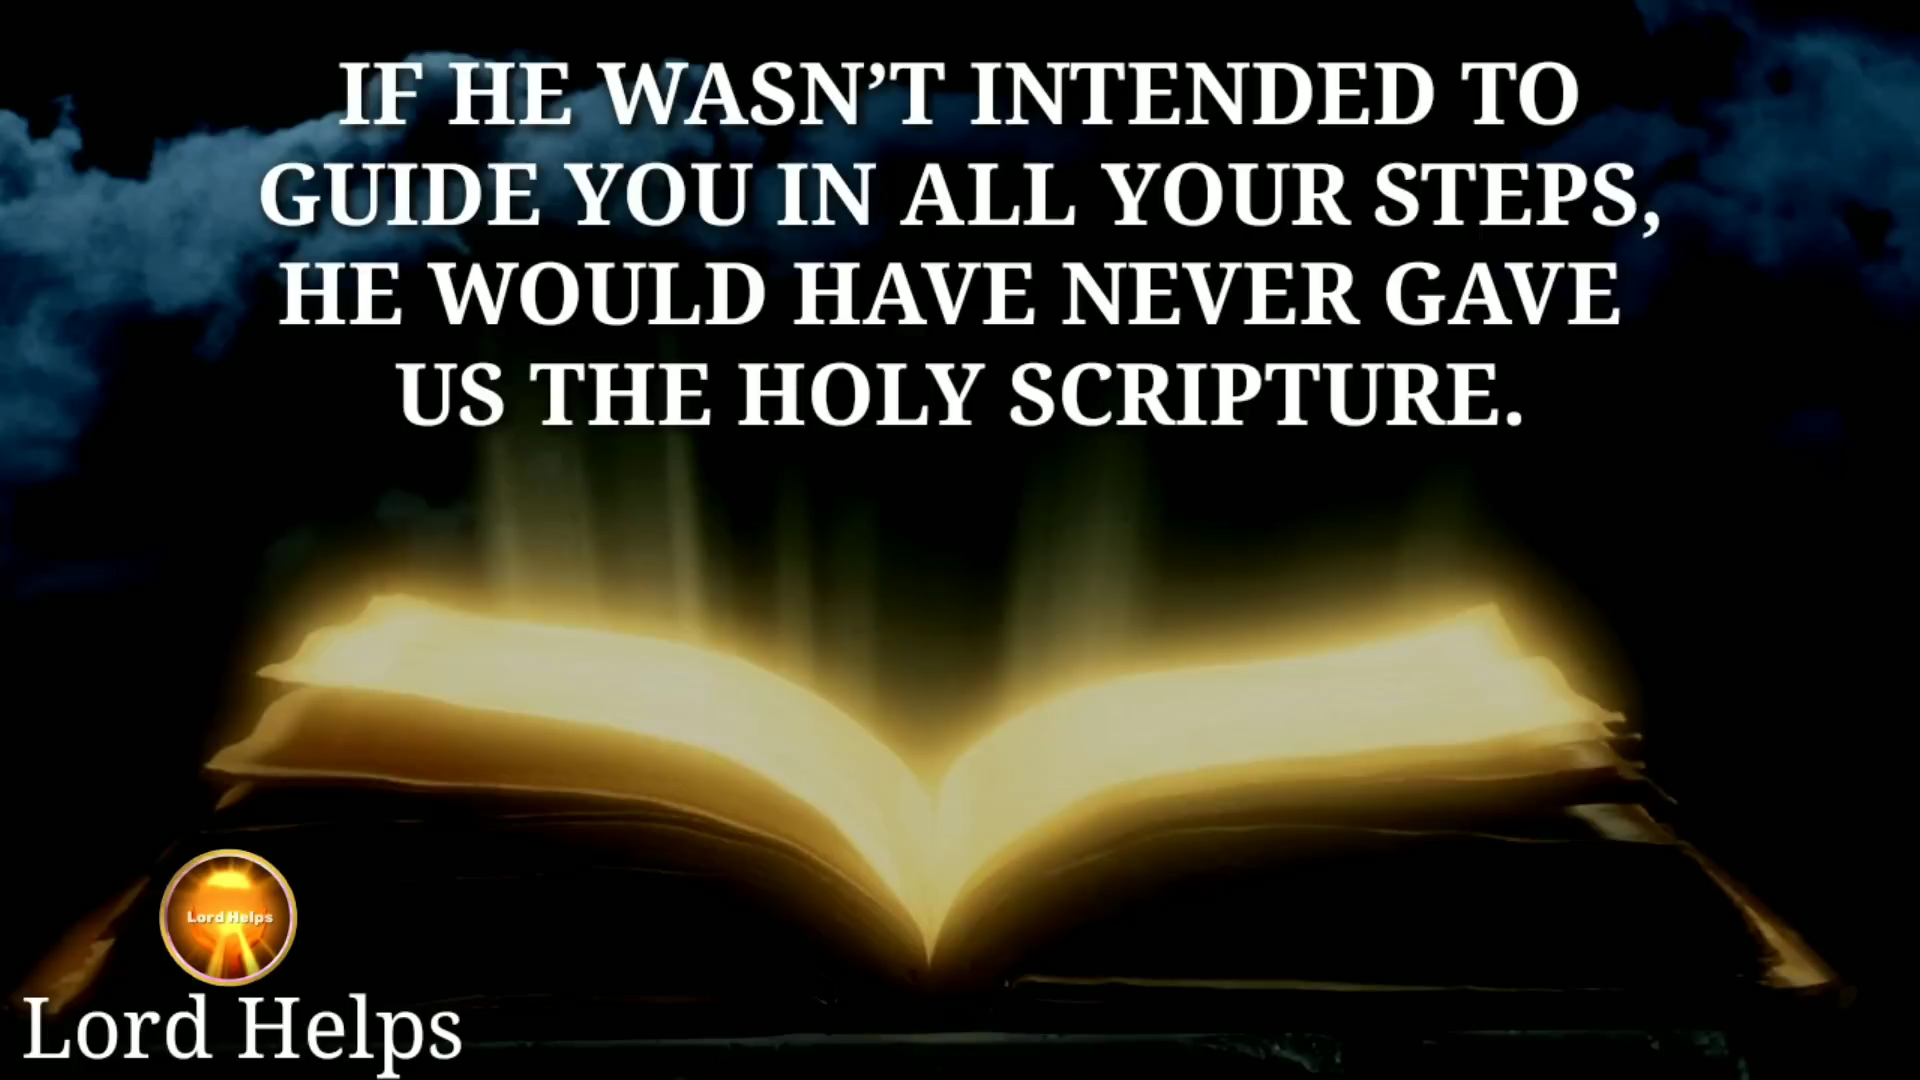 IF HE WASN’T INTENDED TO
GUIDE YOU IN ALL YOUR STEPS,
HE WOULD HAVE NEVER GAVE
US THE HOLY SCRIPTURE.
Lord Helps
Lord Helps